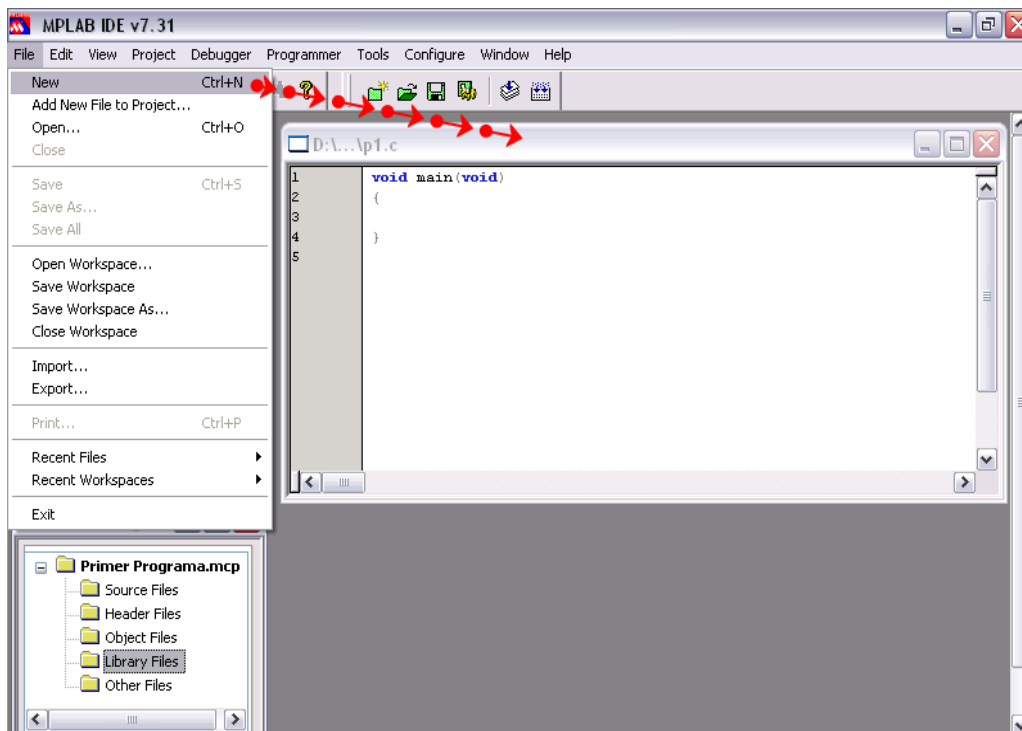 MPLAB IDE v7.31
File Edit View Project Debugger Programmer Tools Configure Window Help
New Ctrl+N
Add New File to Project...
Open... Ctrl+O
Close
Save Ctrl+S
Save As...
Save All
Open Workspace...
Save Workspace
Save Workspace As...
Close Workspace
Import...
Export...
Print... Ctrl+P
Recent Files
Recent Workspaces
Exit
D:\...\p1.c
1 void main(void)
2 {
3
4 }
5
Primer Programa.mcp
Source Files
Header Files
Object Files
Library Files
Other Files